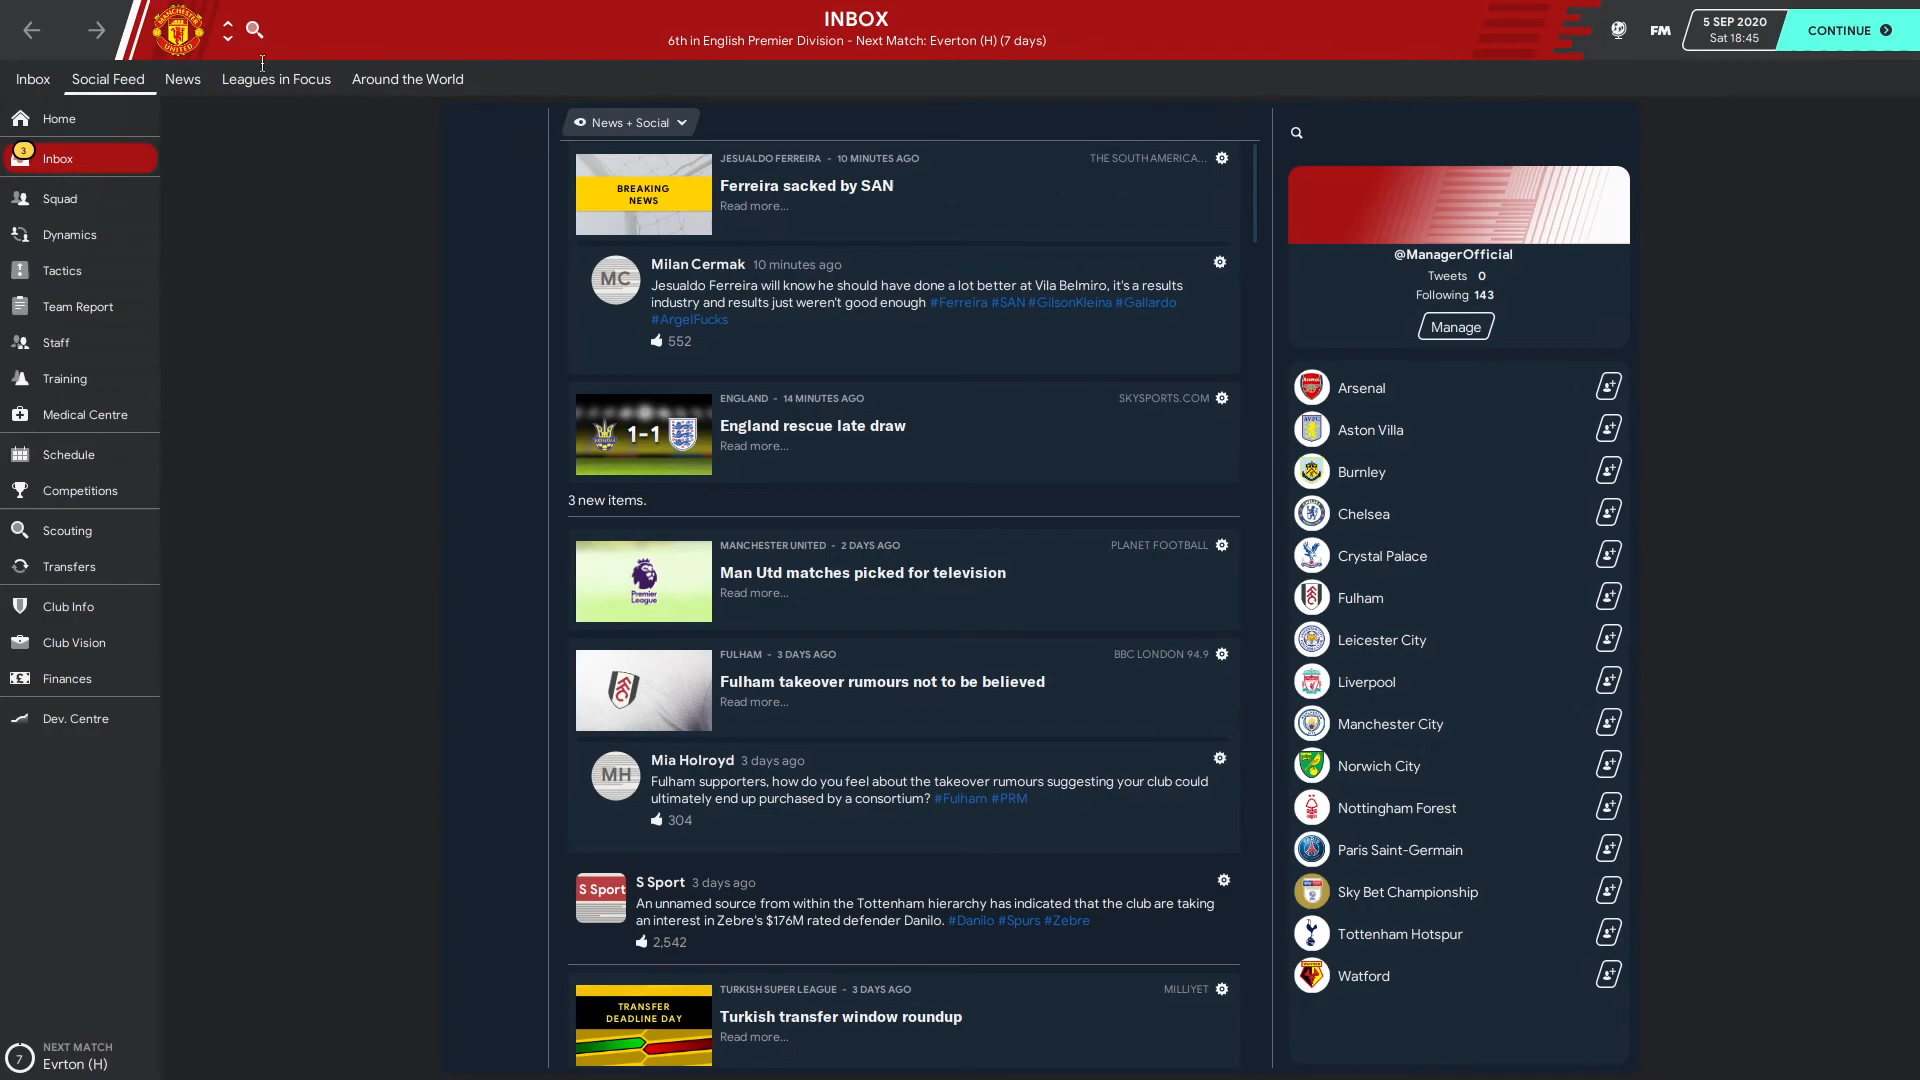 INBOX
6th in English Premier Division - Next Match: Everton (H) (7 days)
FM
5 SEP 2020
Sat 18:45
CONTINUE
Inbox
Social Feed
News
Leagues in Focus
Around the World
Home
3
Inbox
Squad
Dynamics
Tactics
Team Report
Staff
Training
Medical Centre
Schedule
Competitions
Scouting
Transfers
Club Info
Club Vision
Finances
Dev. Centre
7
NEXT MATCH
Evrton (H)
News + Social
BREAKING
NEWS
JESUALDO FERREIRA - 10 MINUTES AGO
THE SOUTH AMERICA...
Ferreira sacked by SAN
Read more...
MC
Milan Cermak 10 minutes ago
Jesualdo Ferreira will know he should have done a lot better at Vila Belmiro, it's a results
industry and results just weren't good enough #Ferreira #SAN #GilsonKleina #Gallardo
#ArgelFucks
552
1-1
ENGLAND - 14 MINUTES AGO
SKYSPORTS.COM
England rescue late draw
Read more...
3 new items.
Premier
League
MANCHESTER UNITED - 2 DAYS AGO
PLANET FOOTBALL
Man Utd matches picked for television
Read more...
FULHAM - 3 DAYS AGO
BBC LONDON 94.9
Fulham takeover rumours not to be believed
Read more...
MH
Mia Holroyd 3 days ago
Fulham supporters, how do you feel about the takeover rumours suggesting your club could
ultimately end up purchased by a consortium? #Fulham #PRM
304
S Sport
S Sport 3 days ago
An unnamed source from within the Tottenham hierarchy has indicated that the club are taking
an interest in Zebre's $176M rated defender Danilo. #Danilo #Spurs #Zebre
2,542
TRANSFER
DEADLINE DAY
TURKISH SUPER LEAGUE - 3 DAYS AGO
MILLIYET
Turkish transfer window roundup
Read more...
@ManagerOfficial
Tweets 0
Following 143
Manage
Arsenal
Aston Villa
Burnley
Chelsea
Crystal Palace
Fulham
Leicester City
Liverpool
Manchester City
Norwich City
Nottingham Forest
Paris Saint-Germain
Sky Bet Championship
Tottenham Hotspur
Watford